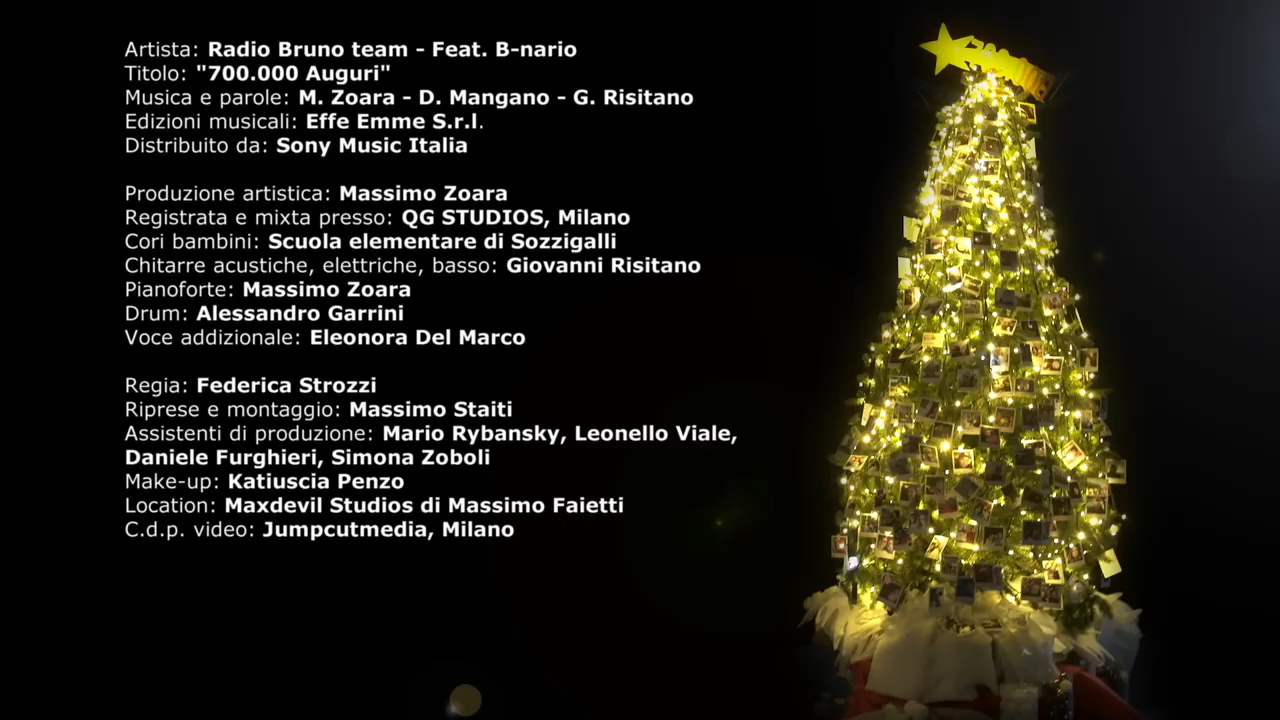 Artista: Radio Bruno team - Feat. B-nario
Titolo: "700.000 Auguri"
Musica e parole: M. Zoara - D. Mangano - G. Risitano
Edizioni musicali: Effe Emme S.r.l.
Distribuito da: Sony Music Italia
Produzione artistica: Massimo Zoara
Registrata e mixta presso: QG STUDIOS, Milano
Cori bambini: Scuola elementare di Sozzigalli
Chitarre acustiche, elettriche, basso: Giovanni Risitano
Pianoforte: Massimo Zoara
Drum: Alessandro Garrini
Voce addizionale: Eleonora Del Marco
Regia: Federica Strozzi
Riprese e montaggio: Massimo Staiti
Assistenti di produzione: Mario Rybansky, Leonello Viale,
Daniele Furghieri, Simona Zoboli
Make-up: Katiuscia Penzo
Location: Maxdevil Studios di Massimo Faietti
C.d.p. video: Jumpcutmedia, Milano